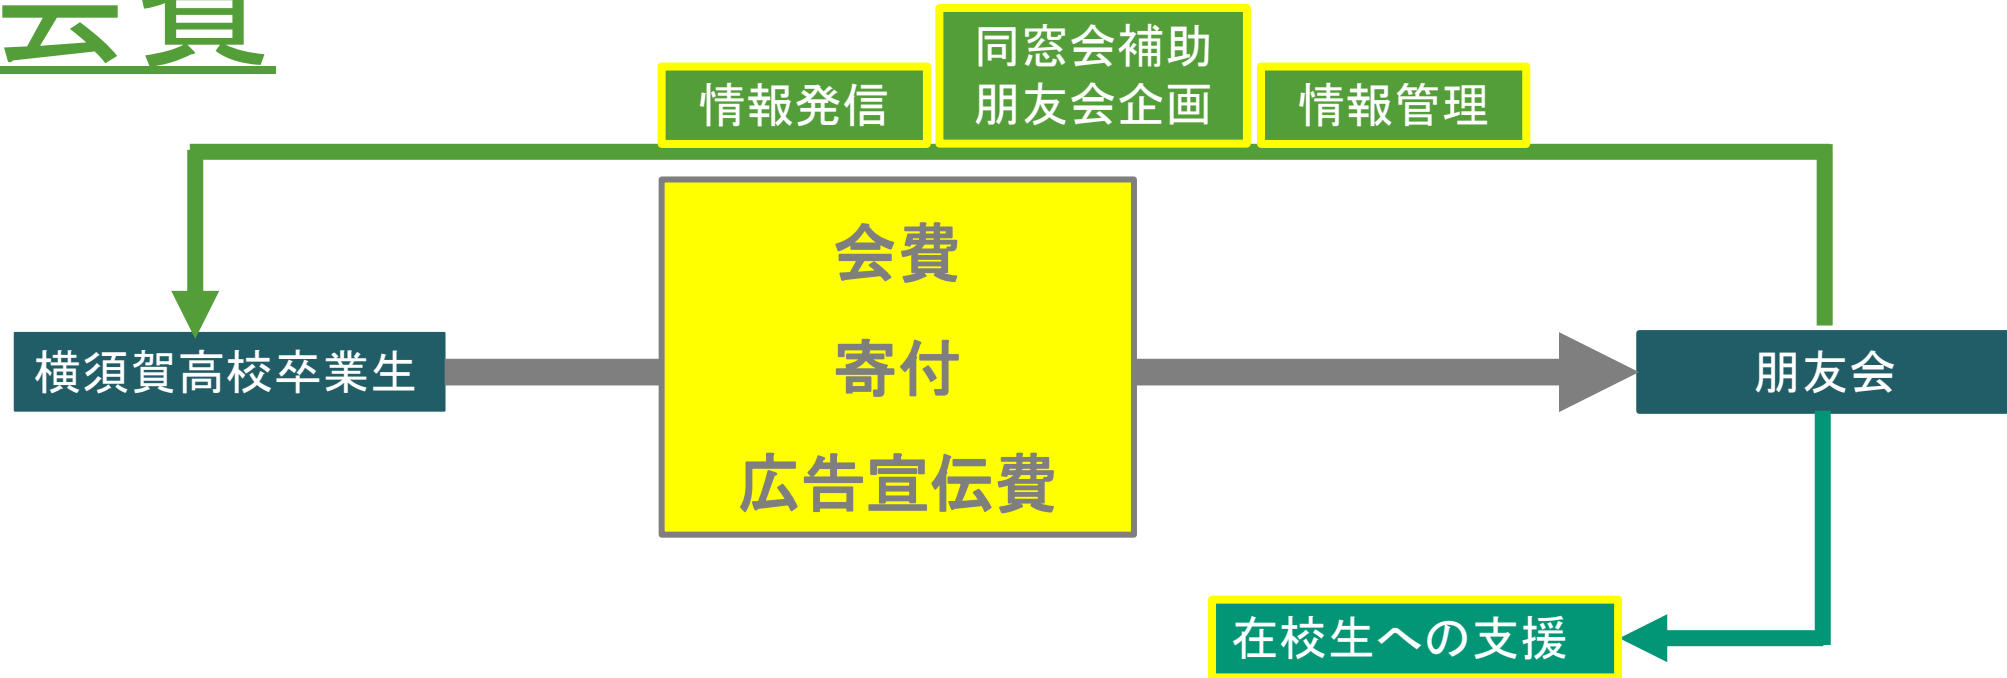 会費
同窓会補助
朋友会企画
情報発信
情報管理
会費
寄付
広告宣伝費
横須賀高校卒業生
朋友会
在校生への支援